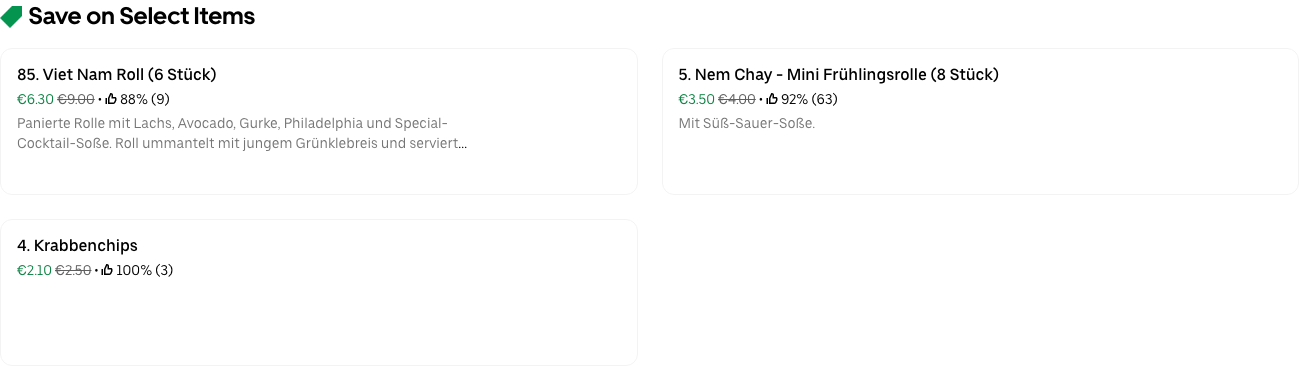 Save on Select Items
85. Viet Nam Roll (6 Stück)
€6.30 €9.00 • 88% (9)
Panierte Rolle mit Lachs, Avocado, Gurke, Philadelphia und Special-
Cocktail-Soße. Roll ummantelt mit jungem Grünklebreis und serviert...
5. Nem Chay - Mini Frühlingsrolle (8 Stück)
€3.50 €4.00 • 92% (63)
Mit Süß-Sauer-Soße.
4. Krabbenchips
€2.10 €2.50 • 100% (3)